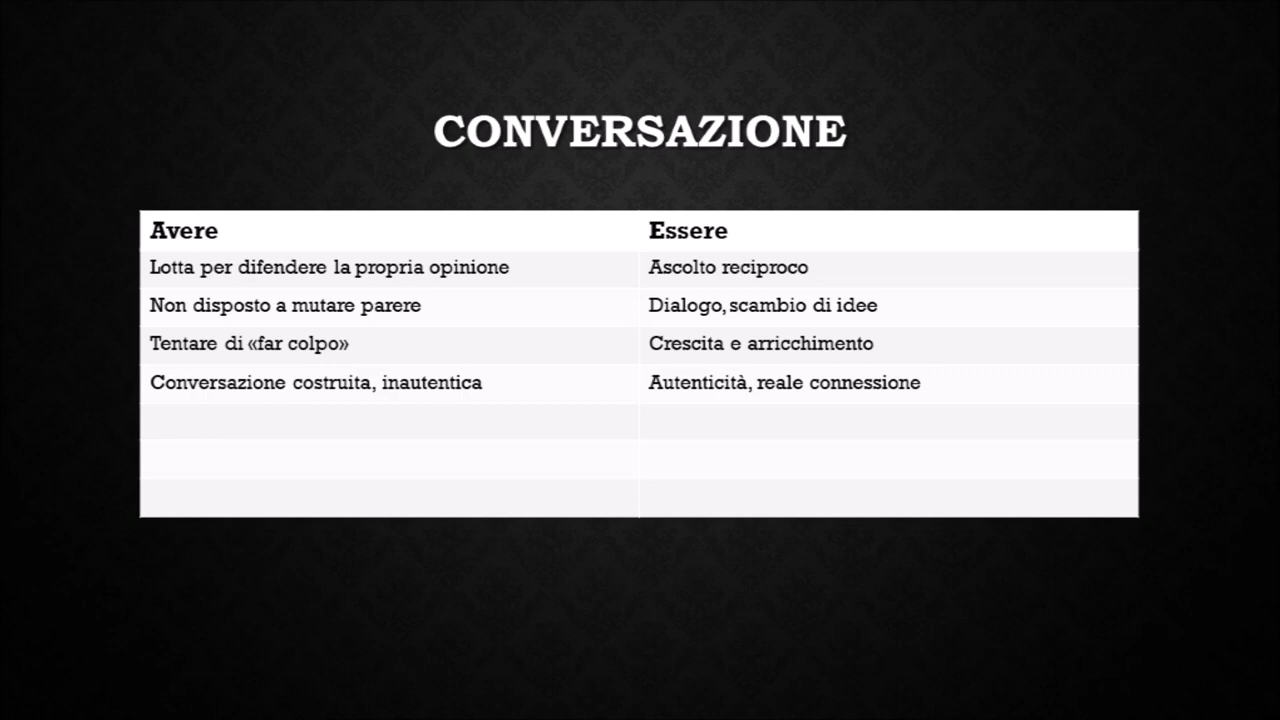 CONVERSAZIONE
Avere Essere
Lotta per difendere la propria opinione Ascolto reciproco
Non disposto a mutare parere Dialogo, scambio di idee
Tentare di «far colpo» Crescita e arricchimento
Conversazione costruita, inautentica Autenticità, reale connessione